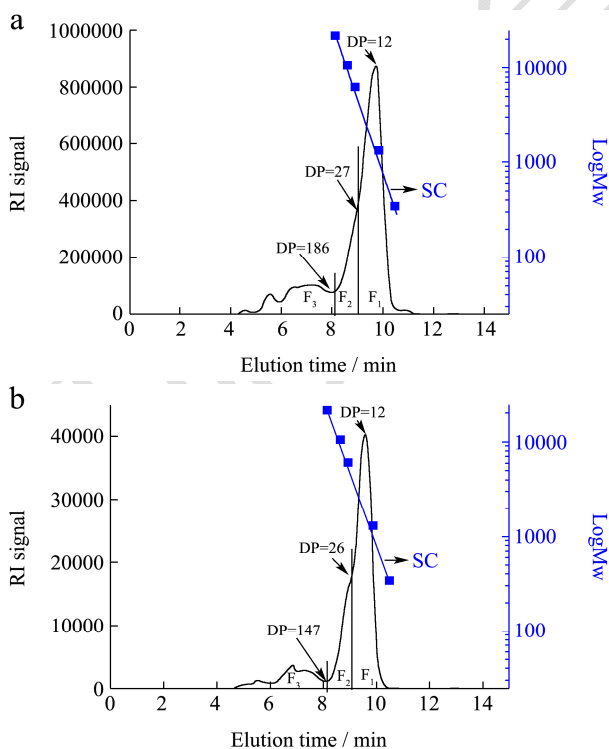 a
1000000
800000
600000
400000
200000
0
RI signal
DP=12
DP=27
DP=186
F3
F2
F1
SC
10000
1000
100
LogMw
0 2 4 6 8 10 12 14
Elution time / min
b
40000
30000
20000
10000
0
RI signal
DP=12
DP=26
DP=147
F3
F2
F1
SC
10000
1000
100
LogMw
0 2 4 6 8 10 12 14
Elution time / min